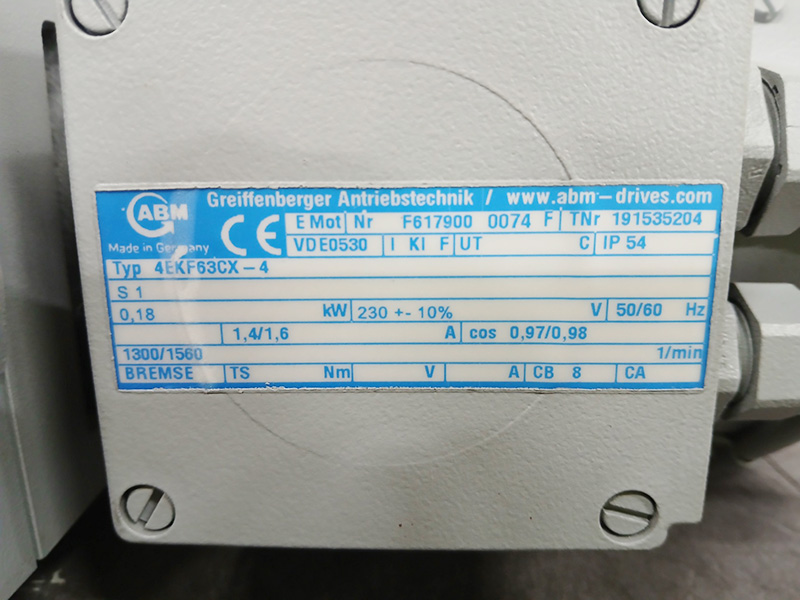 Greiffenberger Antriebstechnik / www.abm-drives.com
ABM
Made in Germany
CE
E Mot Nr F617900 0074 F TNr 191535204
VDE0530 I KI F UT C IP 54
Typ 4EKF63CX-4
S 1
0,18 kW 230 +- 10% V 50/60 Hz
1,4/1,6 A cos 0,97/0,98
1300/1560 1/min
BREMSE TS Nm V A CB 8 CA